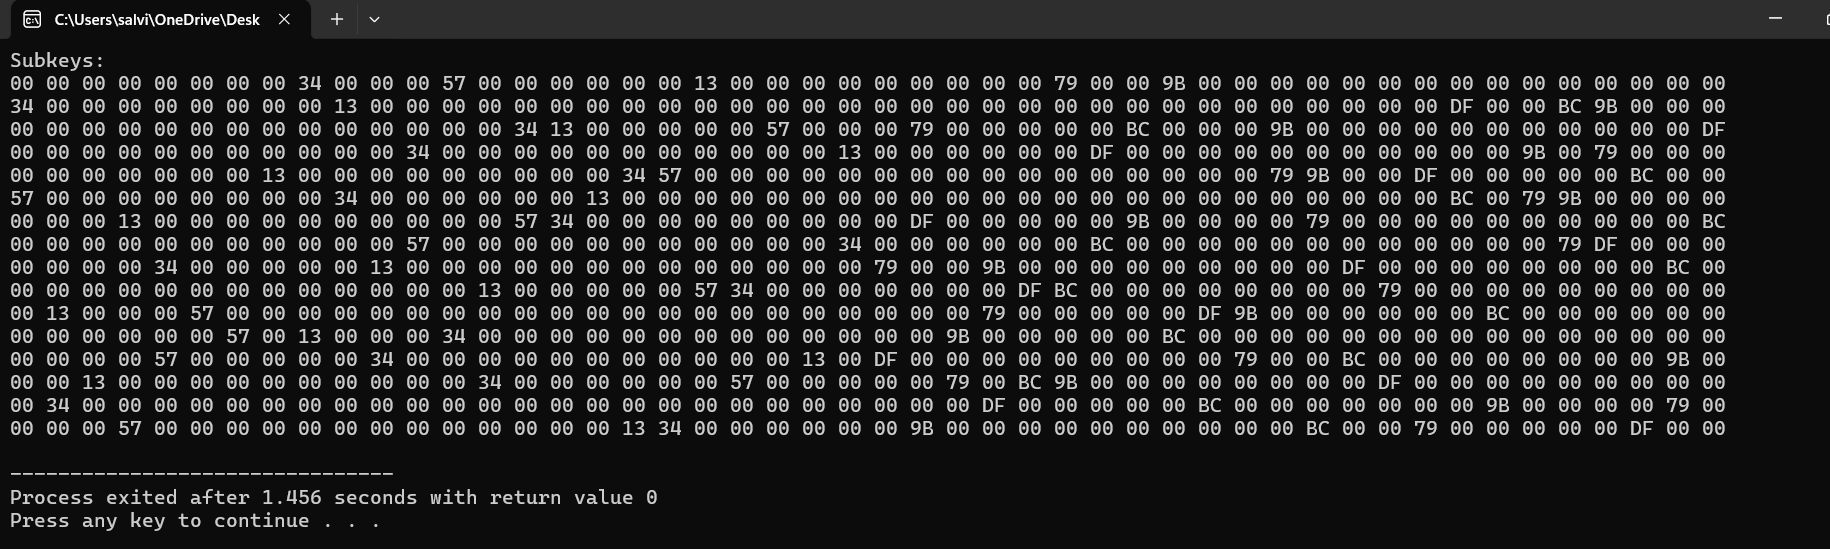 C:\Users\salvi\OneDrive\Desk
Subkeys:
00 00 00 00 00 00 00 00 34 00 00 00 57 00 00 00 00 00 00 13 00 00 00 00 00 00 00 00 00 79 00 00 9B 00 00 00 00 00 00 00 00 00 00 00 00 00 00 00
34 00 00 00 00 00 00 00 00 13 00 00 00 00 00 00 00 00 00 00 00 00 00 00 00 00 00 00 00 00 00 00 00 00 00 00 00 00 00 00 DF 00 00 BC 9B 00 00 00
00 00 00 00 00 00 00 00 00 00 00 00 00 00 34 13 00 00 00 00 00 57 00 00 00 79 00 00 00 00 00 BC 00 00 00 9B 00 00 00 00 00 00 00 00 00 00 00 DF
00 00 00 00 00 00 00 00 00 00 00 34 00 00 00 00 00 00 00 00 00 00 00 13 00 00 00 00 00 00 DF 00 00 00 00 00 00 00 00 00 00 00 9B 00 79 00 00 00
00 00 00 00 00 00 00 13 00 00 00 00 00 00 00 00 00 34 57 00 00 00 00 00 00 00 00 00 00 00 00 00 00 00 00 79 9B 00 00 DF 00 00 00 00 00 BC 00 00
57 00 00 00 00 00 00 00 00 34 00 00 00 00 00 00 13 00 00 00 00 00 00 00 00 00 00 00 00 00 00 00 00 00 00 00 00 00 00 00 BC 00 79 9B 00 00 00 00
00 00 00 13 00 00 00 00 00 00 00 00 00 00 57 34 00 00 00 00 00 00 00 00 00 DF 00 00 00 00 00 9B 00 00 00 00 79 00 00 00 00 00 00 00 00 00 00 BC
00 00 00 00 00 00 00 00 00 00 00 57 00 00 00 00 00 00 00 00 00 00 00 34 00 00 00 00 00 00 BC 00 00 00 00 00 00 00 00 00 00 00 00 79 DF 00 00 00
00 00 00 00 34 00 00 00 00 00 13 00 00 00 00 00 00 00 00 00 00 00 00 00 79 00 00 9B 00 00 00 00 00 00 00 00 00 DF 00 00 00 00 00 00 00 00 BC 00
00 00 00 00 00 00 00 00 00 00 00 00 00 13 00 00 00 00 00 57 34 00 00 00 00 00 00 00 DF BC 00 00 00 00 00 00 00 00 79 00 00 00 00 00 00 00 00 00
00 13 00 00 00 57 00 00 00 00 00 00 00 00 00 00 00 00 00 00 00 00 00 00 00 00 00 79 00 00 00 00 00 DF 9B 00 00 00 00 00 00 BC 00 00 00 00 00 00
00 00 00 00 00 00 57 00 13 00 00 00 34 00 00 00 00 00 00 00 00 00 00 00 00 00 9B 00 00 00 00 00 BC 00 00 00 00 00 00 00 00 00 00 00 00 00 00 00
00 00 00 00 57 00 00 00 00 00 34 00 00 00 00 00 00 00 00 00 00 00 13 00 DF 00 00 00 00 00 00 00 00 00 79 00 00 BC 00 00 00 00 00 00 00 00 9B 00
00 00 13 00 00 00 00 00 00 00 00 00 00 34 00 00 00 00 00 00 57 00 00 00 00 00 79 00 BC 9B 00 00 00 00 00 00 00 00 DF 00 00 00 00 00 00 00 00 00
00 34 00 00 00 00 00 00 00 00 00 00 00 00 00 00 00 00 00 00 00 00 00 00 00 00 00 DF 00 00 00 00 00 BC 00 00 00 00 00 00 00 9B 00 00 00 00 79 00
00 00 00 57 00 00 00 00 00 00 00 00 00 00 00 00 00 13 34 00 00 00 00 00 00 9B 00 00 00 00 00 00 00 00 00 00 BC 00 00 79 00 00 00 00 00 DF 00 00
--------------------------------
Process exited after 1.456 seconds with return value 0
Press any key to continue . . .